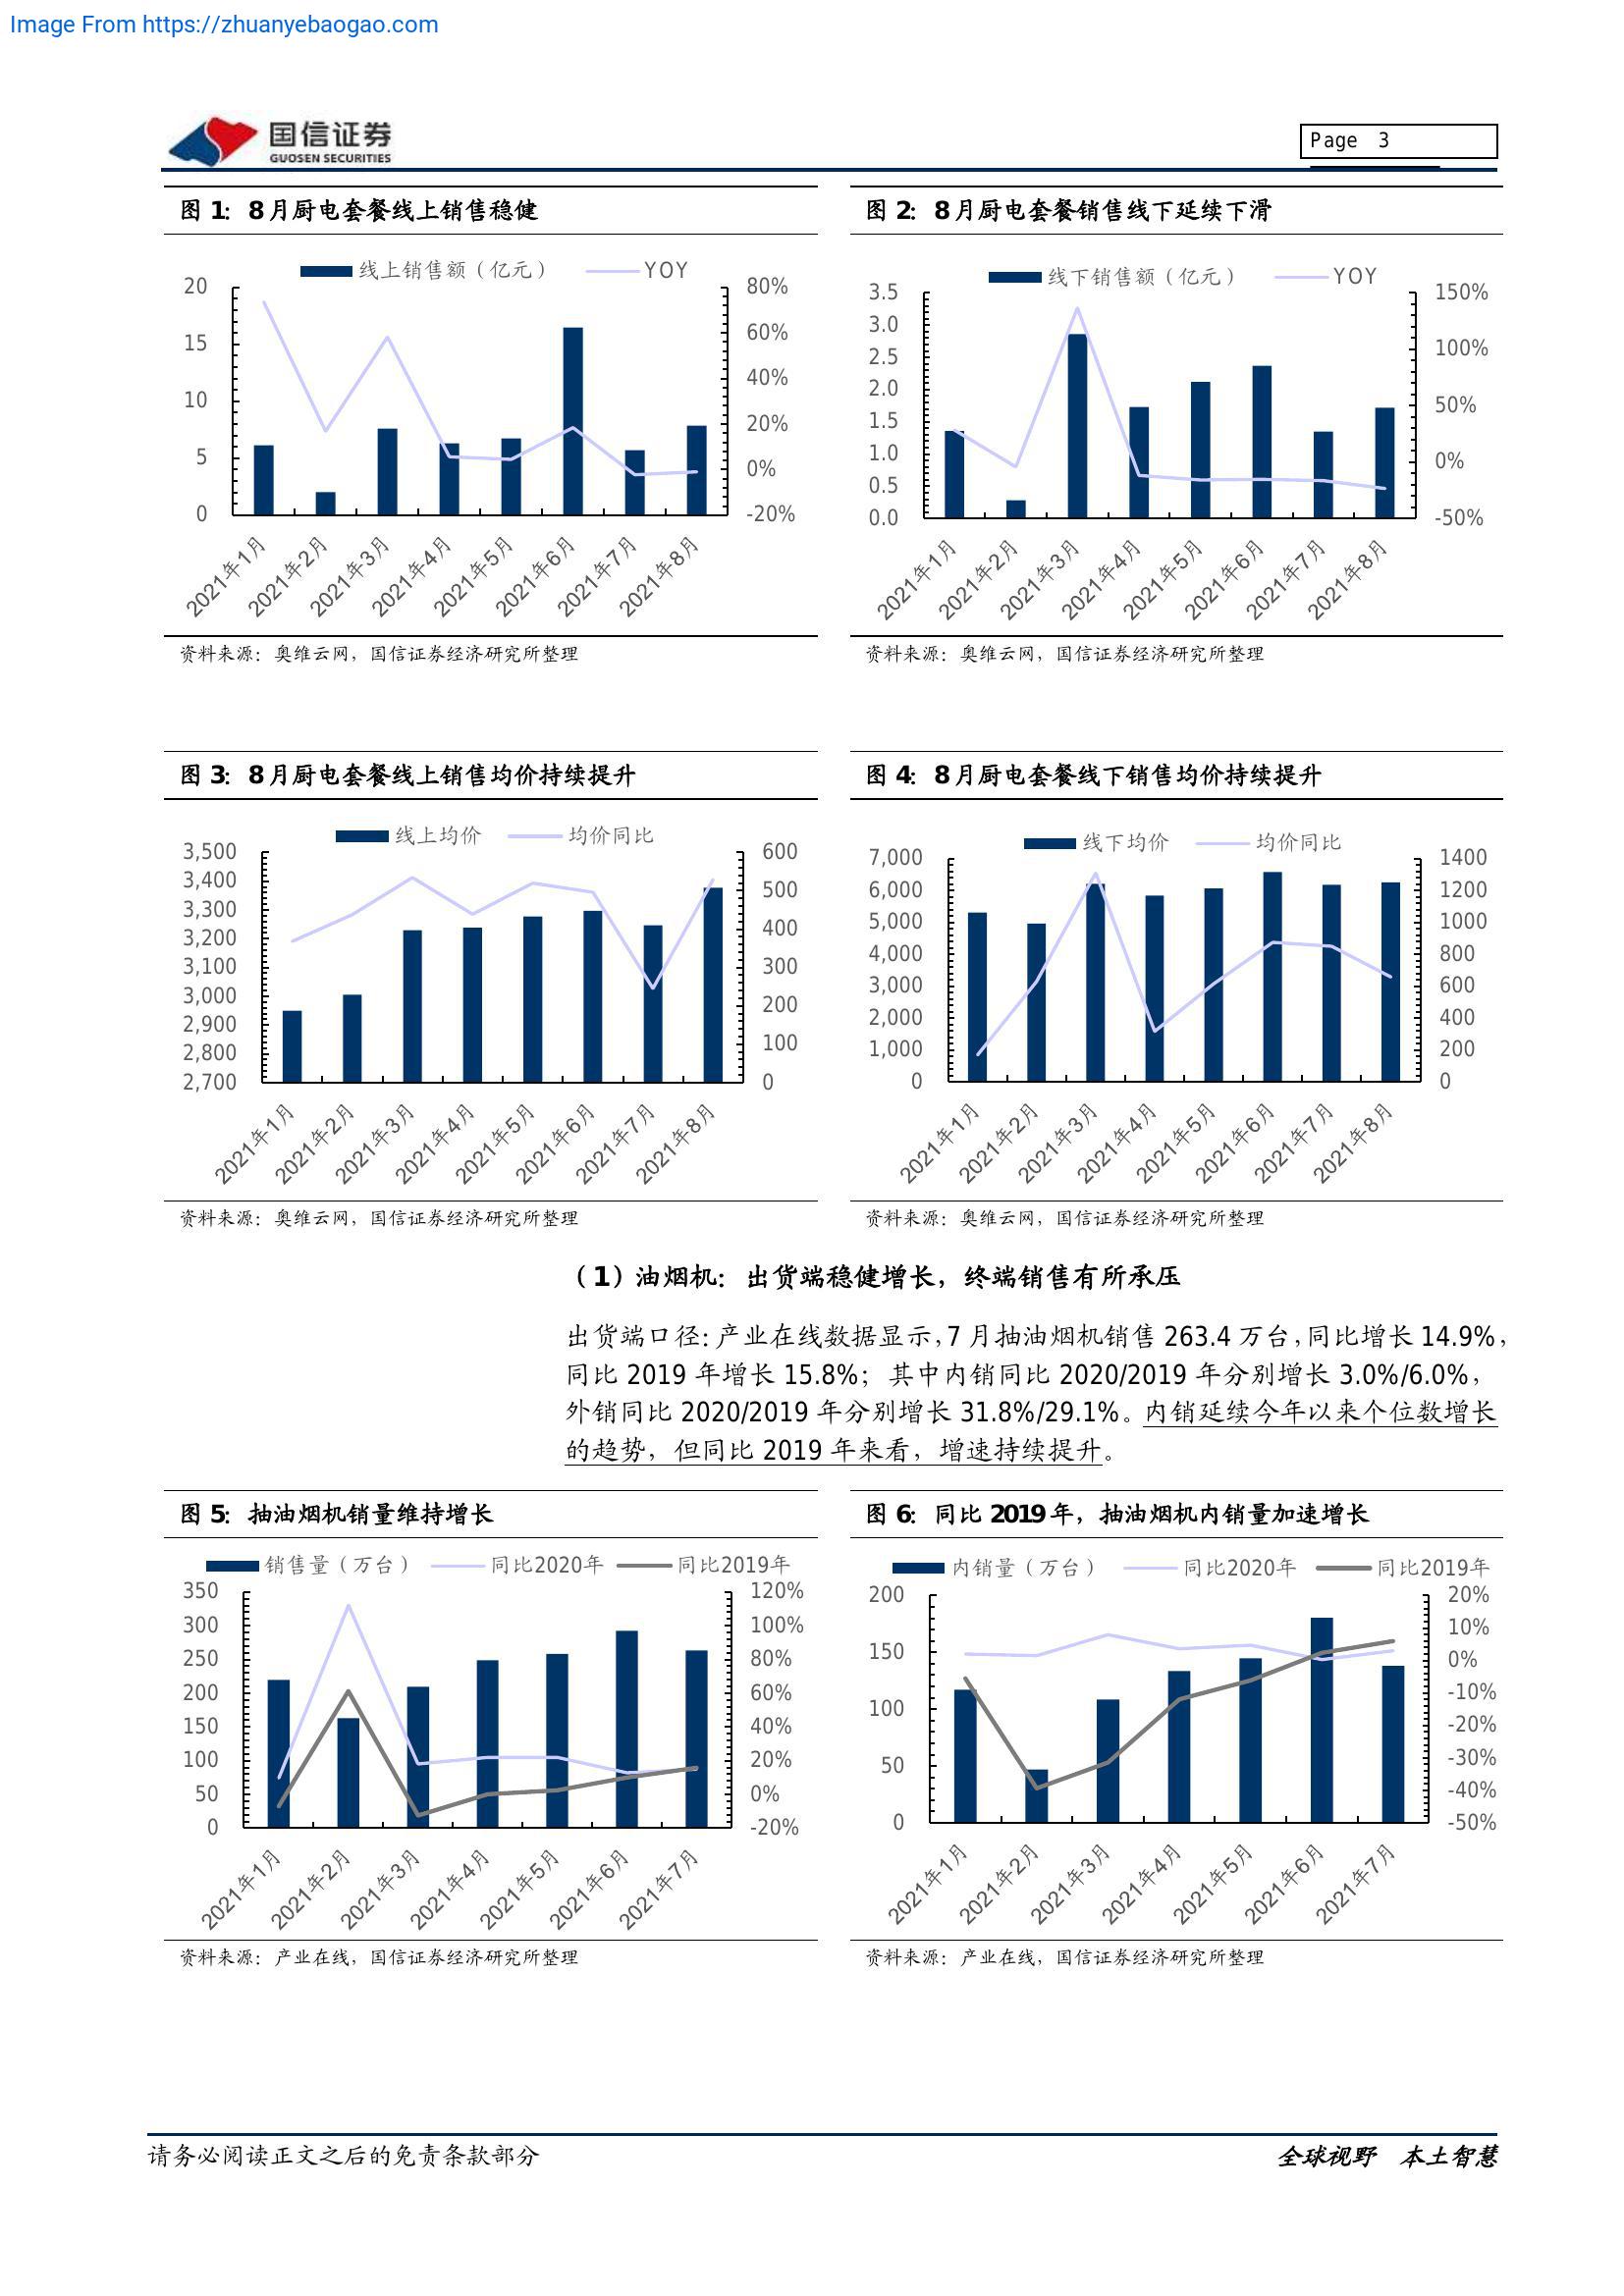 Image From https://zhuanyebaogao.com
国信证券
GUOSEN SECURITIES
Page 3
图 1：8 月厨电套餐线上销售稳健
线上销售额（亿元） YOY
20
15
10
5
0
80%
60%
40%
20%
0%
-20%
2021年1月
2021年2月
2021年3月
2021年4月
2021年5月
2021年6月
2021年7月
2021年8月
资料来源：奥维云网，国信证券经济研究所整理
图 2：8 月厨电套餐销售线下延续下滑
线下销售额（亿元） YOY
3.5
3.0
2.5
2.0
1.5
1.0
0.5
0.0
150%
100%
50%
0%
-50%
2021年1月
2021年2月
2021年3月
2021年4月
2021年5月
2021年6月
2021年7月
2021年8月
资料来源：奥维云网，国信证券经济研究所整理
图 3：8 月厨电套餐线上销售均价持续提升
线上均价 均价同比
3,500
3,400
3,300
3,200
3,100
3,000
2,900
2,800
2,700
600
500
400
300
200
100
0
2021年1月
2021年2月
2021年3月
2021年4月
2021年5月
2021年6月
2021年7月
2021年8月
资料来源：奥维云网，国信证券经济研究所整理
图 4：8 月厨电套餐线下销售均价持续提升
线下均价 均价同比
7,000
6,000
5,000
4,000
3,000
2,000
1,000
0
1400
1200
1000
800
600
400
200
0
2021年1月
2021年2月
2021年3月
2021年4月
2021年5月
2021年6月
2021年7月
2021年8月
资料来源：奥维云网，国信证券经济研究所整理
（1）油烟机：出货端稳健增长，终端销售有所承压
出货端口径：产业在线数据显示，7 月抽油烟机销售 263.4 万台，同比增长 14.9%，
同比 2019 年增长 15.8%；其中内销同比 2020/2019 年分别增长 3.0%/6.0%，
外销同比 2020/2019 年分别增长 31.8%/29.1%。内销延续今年以来个位数增长
的趋势，但同比 2019 年来看，增速持续提升。
图 5：抽油烟机销量维持增长
销售量（万台） 同比2020年 同比2019年
350
300
250
200
150
100
50
0
120%
100%
80%
60%
40%
20%
0%
-20%
2021年1月
2021年2月
2021年3月
2021年4月
2021年5月
2021年6月
2021年7月
资料来源：产业在线，国信证券经济研究所整理
图 6：同比 2019 年，抽油烟机内销量加速增长
内销量（万台） 同比2020年 同比2019年
200
150
100
50
0
20%
10%
0%
-10%
-20%
-30%
-40%
-50%
2021年1月
2021年2月
2021年3月
2021年4月
2021年5月
2021年6月
2021年7月
资料来源：产业在线，国信证券经济研究所整理
请务必阅读正文之后的免责条款部分
全球视野 本土智慧